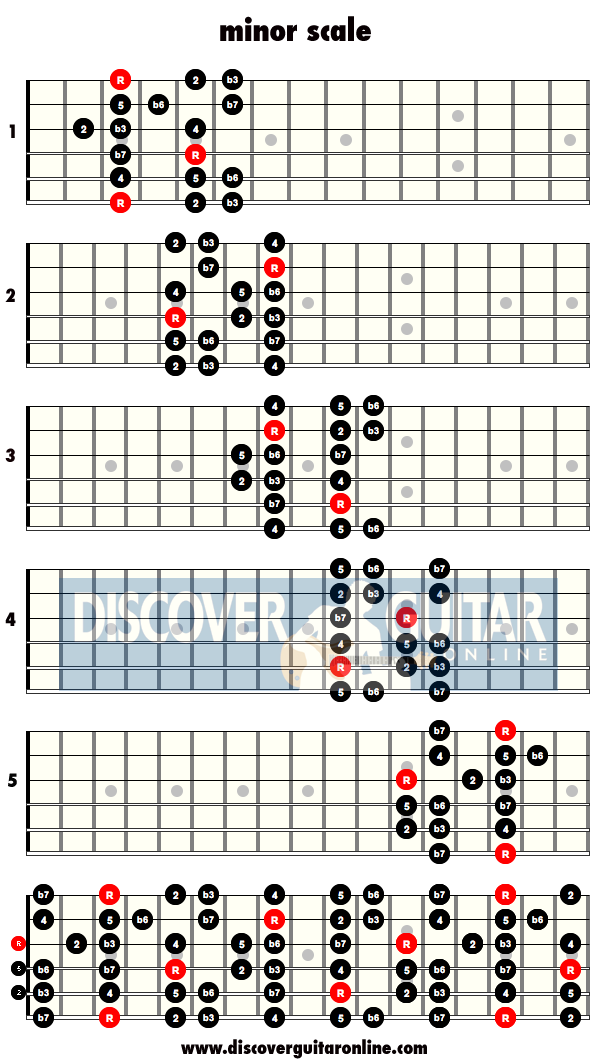 minor scale
1
R 2 b3
5 b6 b7
2 b3 4
b7 R
4 5 b6
R 2 b3
2
2 b3 4
b7 R
4 5 b6
R 2 b3
5 b6 b7
2 b3 4
3
4 5 b6
R 2 b3
5 b6 b7
2 b3 4
b7 R
4 5 b6
4
5 b6 b7
2 b3 4
b7 R
4 5 b6
R 2 b3
5 b6 b7
DISCOVER GUITAR
ONLINE
5
b7 R
4 5 b6
R 2 b3
5 b6 b7
2 b3 4
b7 R
b7 R 2 b3 4 5 b6 b7 R 2
4 5 b6 b7 R 2 b3 4 5 b6
R 2 b3 4 5 b6 b7 R 2 b3 4
5 b6 b7 R 2 b3 4 5 b6 b7 R
2 b3 4 5 b6 b7 R 2 b3 4 5
b7 R 2 b3 4 5 b6 b7 R 2
www.discoverguitaronline.com